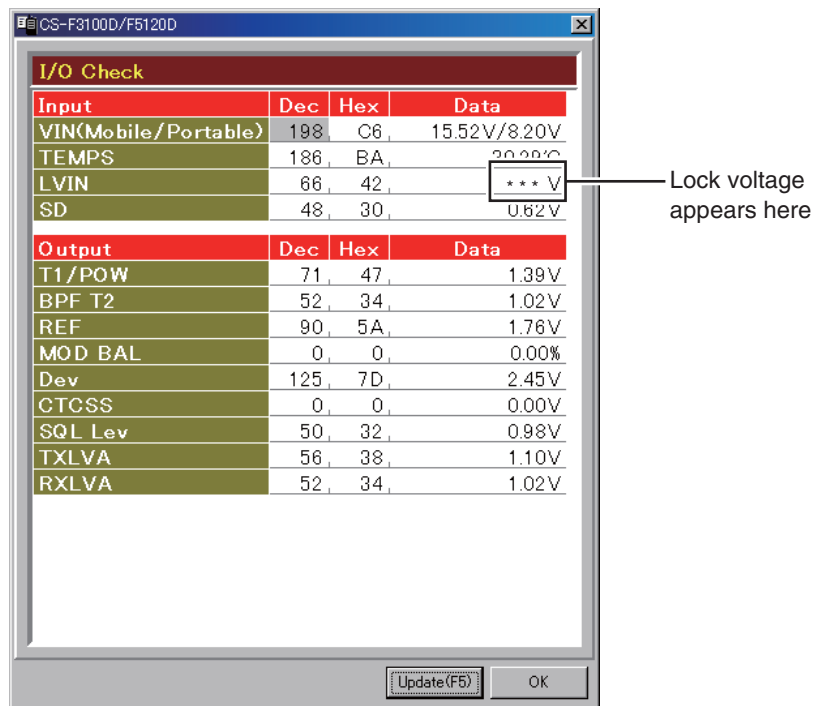 CS-F3100D/F5120D
I/O Check
Input Dec Hex Data
VIN(Mobile/Portable) 198 C6 15.52V/8.20V
TEMPS 186 BA
LVIN 66 42 *** V
SD 48 30 0.62V
Lock voltage
appears here
Output Dec Hex Data
T1/POW 71 47 1.39V
BPF T2 52 34 1.02V
REF 90 5A 1.76V
MOD BAL 0 0 0.00%
Dev 125 7D 2.45V
CTCSS 0 0 0.00V
SQL Lev 50 32 0.98V
TXLVA 56 38 1.10V
RXLVA 52 34 1.02V
Update(F5) OK